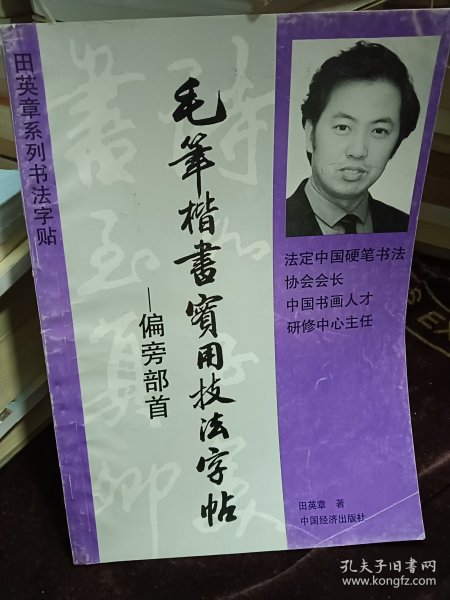 田英章系列书法字贴
毛筆楷書實用技法字帖
—偏旁部首
法定中国硬笔书法
协会会长
中国书画人才
研修中心主任
田英章 著
中国经济出版社
孔夫子旧书网
www.kongfz.com